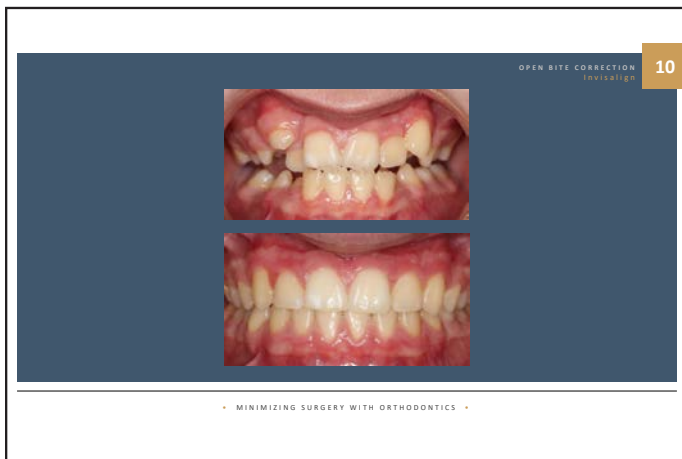 OPEN BITE CORRECTION
Invisalign
10
• MINIMIZING SURGERY WITH ORTHODONTICS •